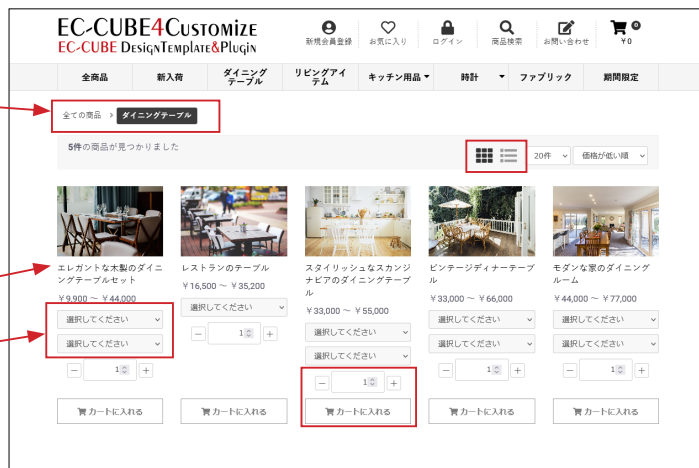 EC-CUBE4CUSTOMIZE
EC-CUBE DESIGNTEMPLATE&PLUGIN
新規会員登録 お気に入り ログイン 商品検索 お問い合わせ ¥0
0
全商品 新入荷 ダイニングテーブル リビングアイテム キッチン用品 時計 ファブリック 期間限定
全ての商品 ダイニングテーブル
5件の商品が見つかりました
20件 価格が低い順
エレガントな木製のダイニングテーブルセット
¥9,900 ～ ¥44,000
選択してください
選択してください
1
カートに入れる
レストランのテーブル
¥16,500 ～ ¥35,200
選択してください
1
カートに入れる
スタイリッシュなスカンジナビアのダイニングテーブル
¥33,000 ～ ¥55,000
選択してください
選択してください
1
カートに入れる
ビンテージディナーテーブル
¥33,000 ～ ¥66,000
選択してください
選択してください
1
カートに入れる
モダンな家のダイニングルーム
¥44,000 ～ ¥77,000
選択してください
選択してください
1
カートに入れる